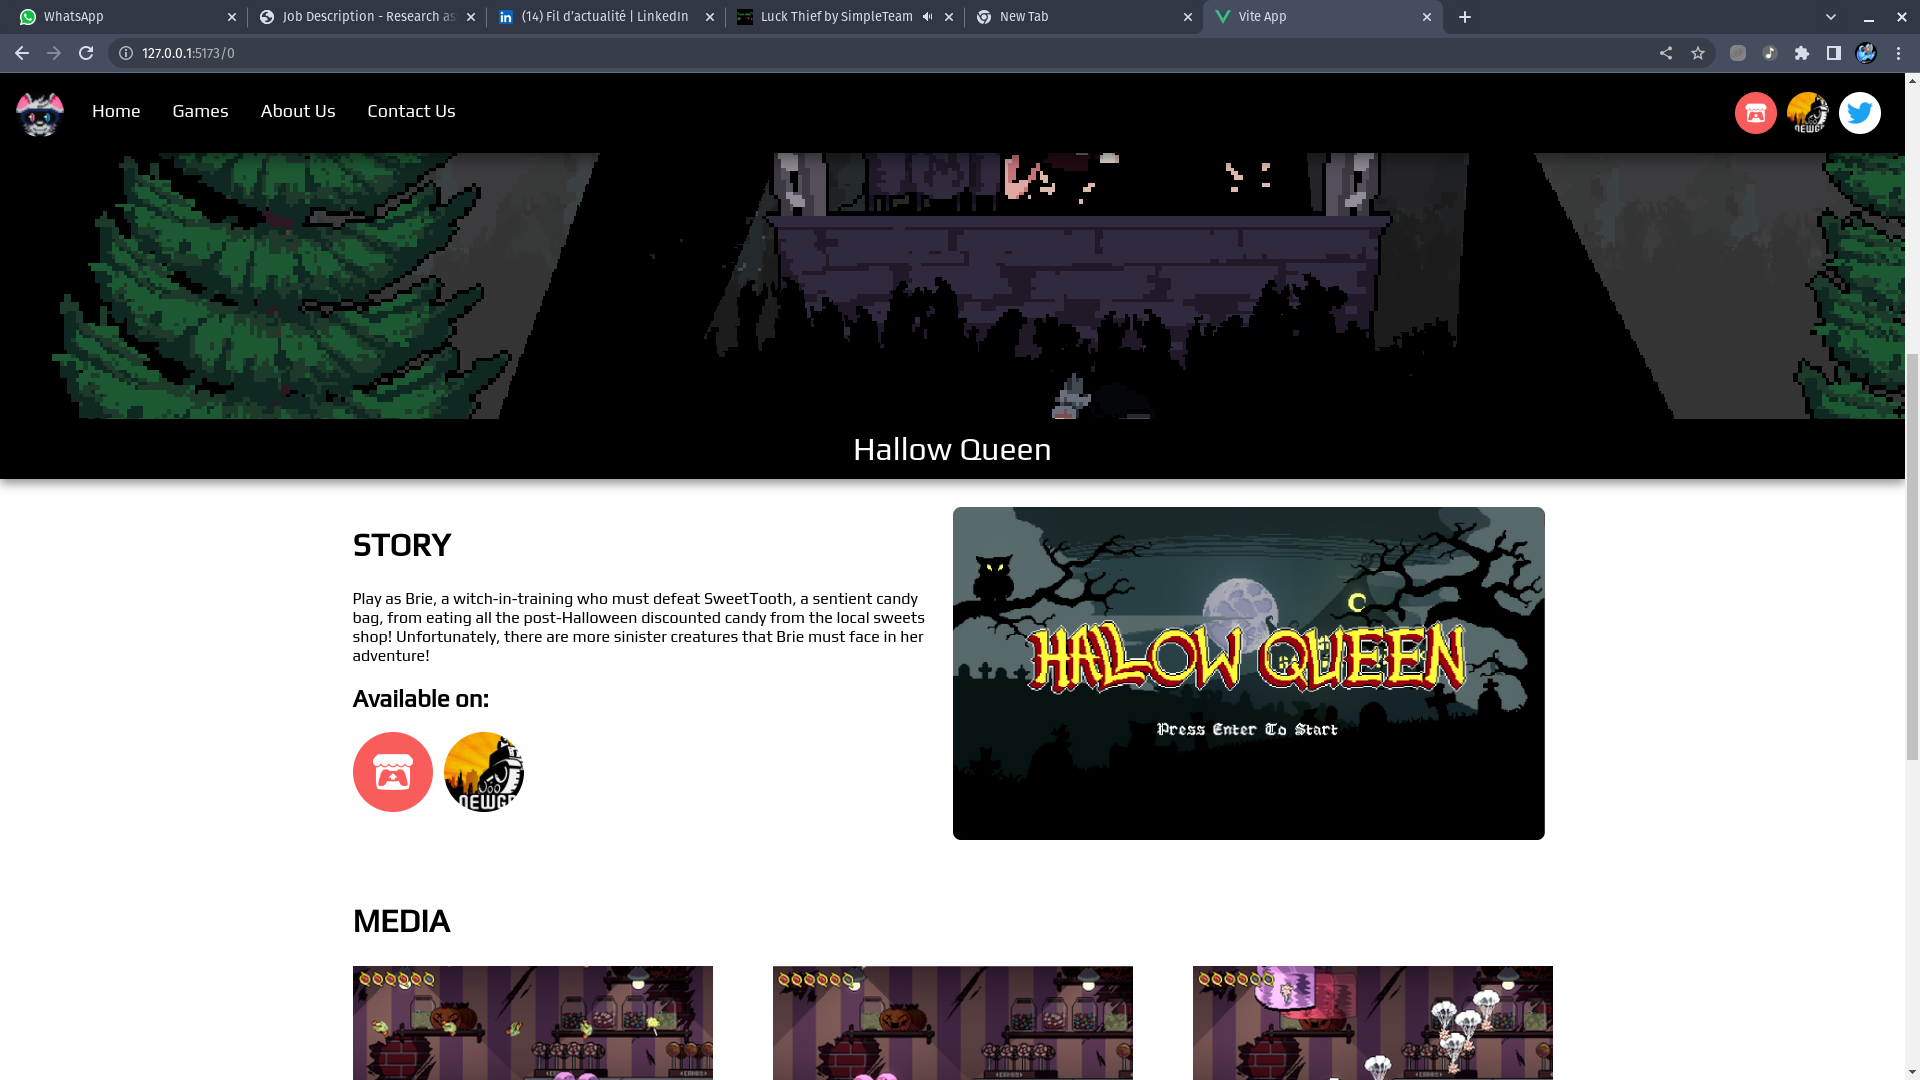 WhatsApp
Job Description - Research as
(14) Fil d'actualité | LinkedIn
Luck Thief by SimpleTeam
New Tab
Vite App
127.0.0.1:5173/0
Home
Games
About Us
Contact Us
Hallow Queen
STORY
Play as Brie, a witch-in-training who must defeat SweetTooth, a sentient candy
bag, from eating all the post-Halloween discounted candy from the local sweets
shop! Unfortunately, there are more sinister creatures that Brie must face in her
adventure!
Available on:
HALLOW QUEEN
Press Enter To Start
MEDIA